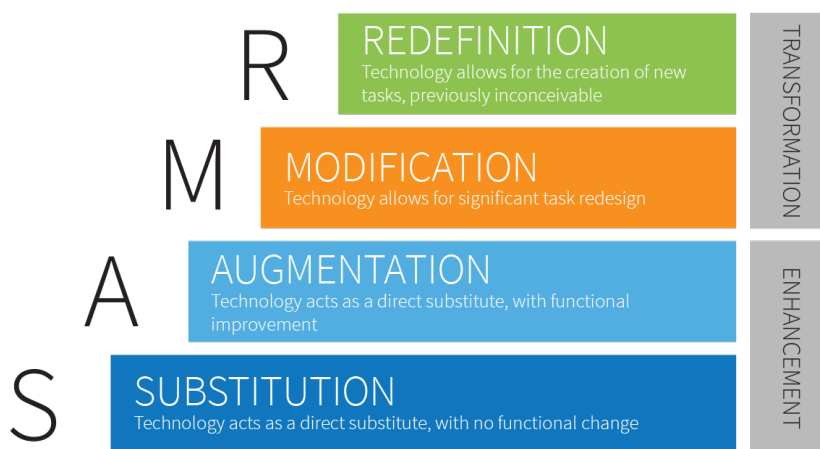 R
REDEFINITION
Technology allows for the creation of new
tasks, previously inconceivable
M
MODIFICATION
Technology allows for significant task redesign
TRANSFORMATION
A
AUGMENTATION
Technology acts as a direct substitute, with functional
improvement
S
SUBSTITUTION
Technology acts as a direct substitute, with no functional change
ENHANCEMENT